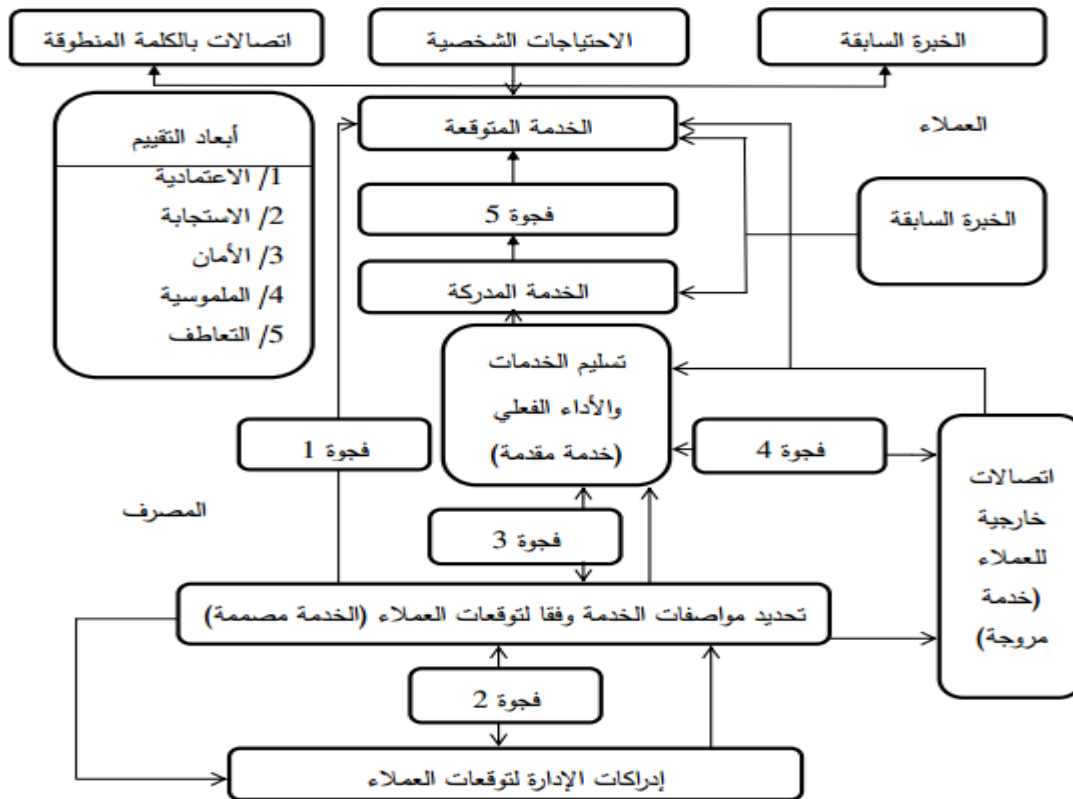 الخبرة السابقة
الاحتياجات الشخصية
اتصالات بالكلمة المنطوقة
العملاء
الخدمة المتوقعة
أبعاد التقييم
1/ الاعتمادية
2/ الاستجابة
3/ الأمان
4/ الملموسية
5/ التعاطف
الخبرة السابقة
فجوة 5
الخدمة المدركة
تسليم الخدمات
والأداء الفعلي
(خدمة مقدمة)
فجوة 4
فجوة 1
اتصالات
خارجية
للعملاء
(خدمة
مروجة)
المصرف
فجوة 3
تحديد مواصفات الخدمة وفقا لتوقعات العملاء (الخدمة مصممة)
فجوة 2
إدراكات الإدارة لتوقعات العملاء